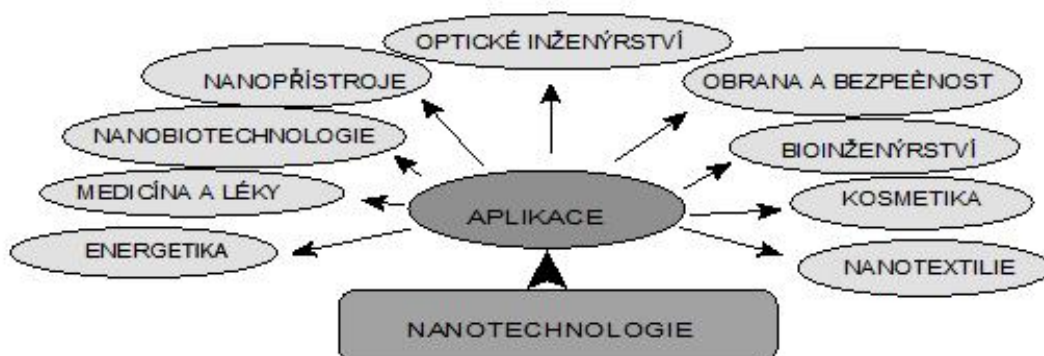 OPTICKÉ INŽENÝRSTVÍ
NANOPŘÍSTROJE
OBRANA A BEZPEÈNOST
NANOBIOTECHNOLOGIE
BIOINŽENÝRSTVÍ
MEDICÍNA A LÉKY
KOSMETIKA
APLIKACE
ENERGETIKA
NANOTEXTILIE
NANOTECHNOLOGIE